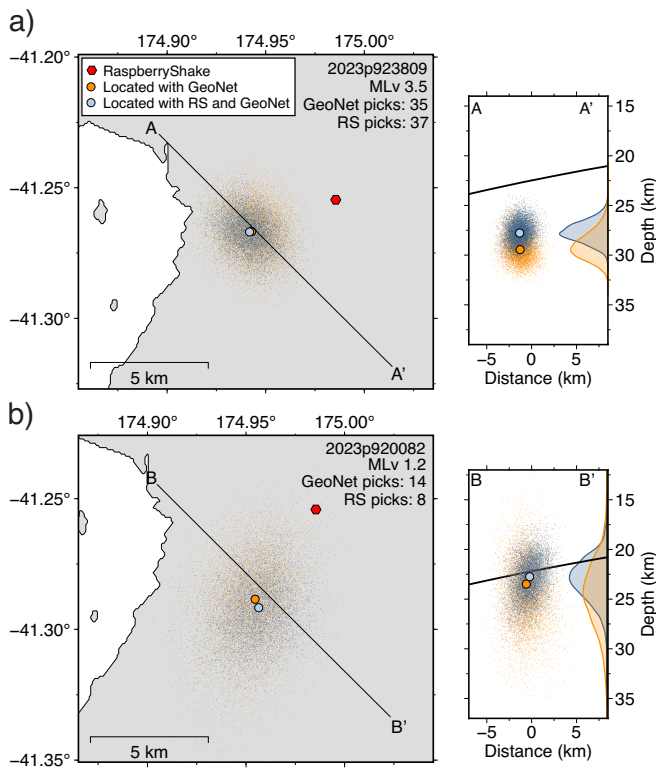 a)
174.90° 174.95° 175.00°
−41.20°
−41.25°
−41.30°
RaspberryShake
Located with GeoNet
Located with RS and GeoNet
2023p923809
MLv 3.5
GeoNet picks: 35
RS picks: 37
A
A'
5 km
A A'
15
20
25
30
35
Depth (km)
−5 0 5
Distance (km)
b)
174.90° 174.95° 175.00°
−41.25°
−41.30°
−41.35°
2023p920082
MLv 1.2
GeoNet picks: 14
RS picks: 8
B
B'
5 km
B B'
15
20
25
30
35
Depth (km)
−5 0 5
Distance (km)